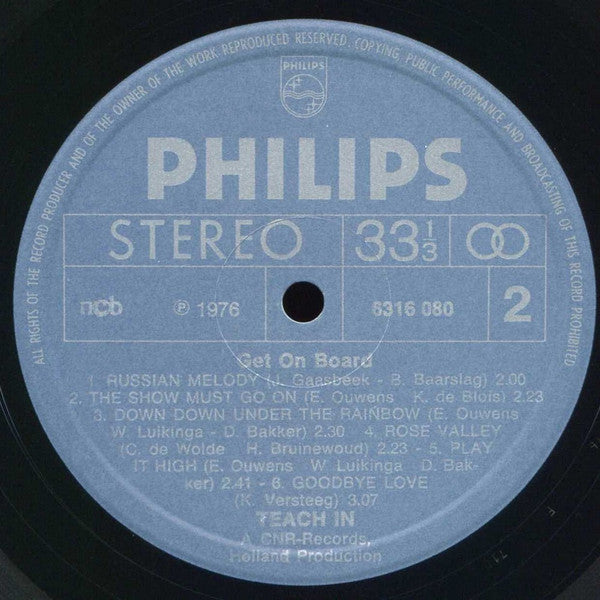 ALL RIGHTS OF THE RECORD PRODUCER AND OF THE OWNER OF THE WORK REPRODUCED RESERVED. COPYING, PUBLIC PERFORMANCE AND BROADCASTING OF THIS RECORD PROHIBITED
PHILIPS
PHILIPS
STEREO 33 1/3
ncb ℗ 1976 6316 080 2
Get On Board
1. RUSSIAN MELODY (J. Gaasbeek - B. Baarslag) 2.00
2. THE SHOW MUST GO ON (E. Ouwens K. de Blois) 2.23
3. DOWN DOWN UNDER THE RAINBOW (E. Ouwens
W. Luikinga - D. Bakker) 2.30 4. ROSE VALLEY
(C. de Wolde H. Bruinewoud) 2.23 - 5. PLAY
IT HIGH (E. Ouwens W. Luikinga D. Bak-
ker) 2.41 - 6. GOODBYE LOVE
(K. Versteeg) 3.07
TEACH IN
A CNR-Records,
Holland Production